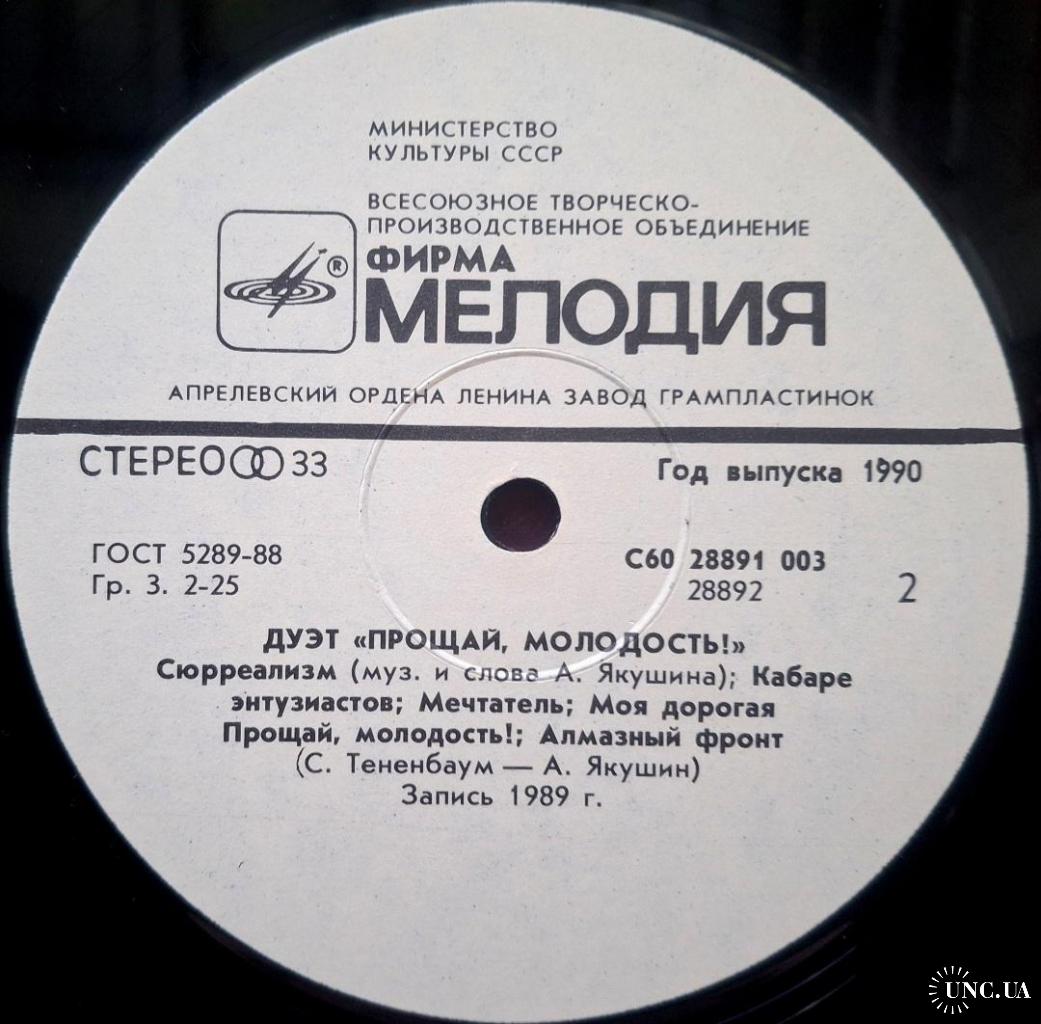 МИНИСТЕРСТВО
КУЛЬТУРЫ СССР
ВСЕСОЮЗНОЕ ТВОРЧЕСКО-
ПРОИЗВОДСТВЕННОЕ ОБЪЕДИНЕНИЕ
ФИРМА
®
МЕЛОДИЯ
АПРЕЛЕВСКИЙ ОРДЕНА ЛЕНИНА ЗАВОД ГРАМПЛАСТИНОК
СТЕРЕО 33
Год выпуска 1990
ГОСТ 5289-88
Гр. 3. 2-25
С60 28891 003
28892
2
ДУЭТ «ПРОЩАЙ, МОЛОДОСТЬ!»
Сюрреализм (муз. и слова А. Якушина); Кабаре
энтузиастов; Мечтатель; Моя дорогая
Прощай, молодость!; Алмазный фронт
(С. Тененбаум — А. Якушин)
Запись 1989 г.
UNC.UA